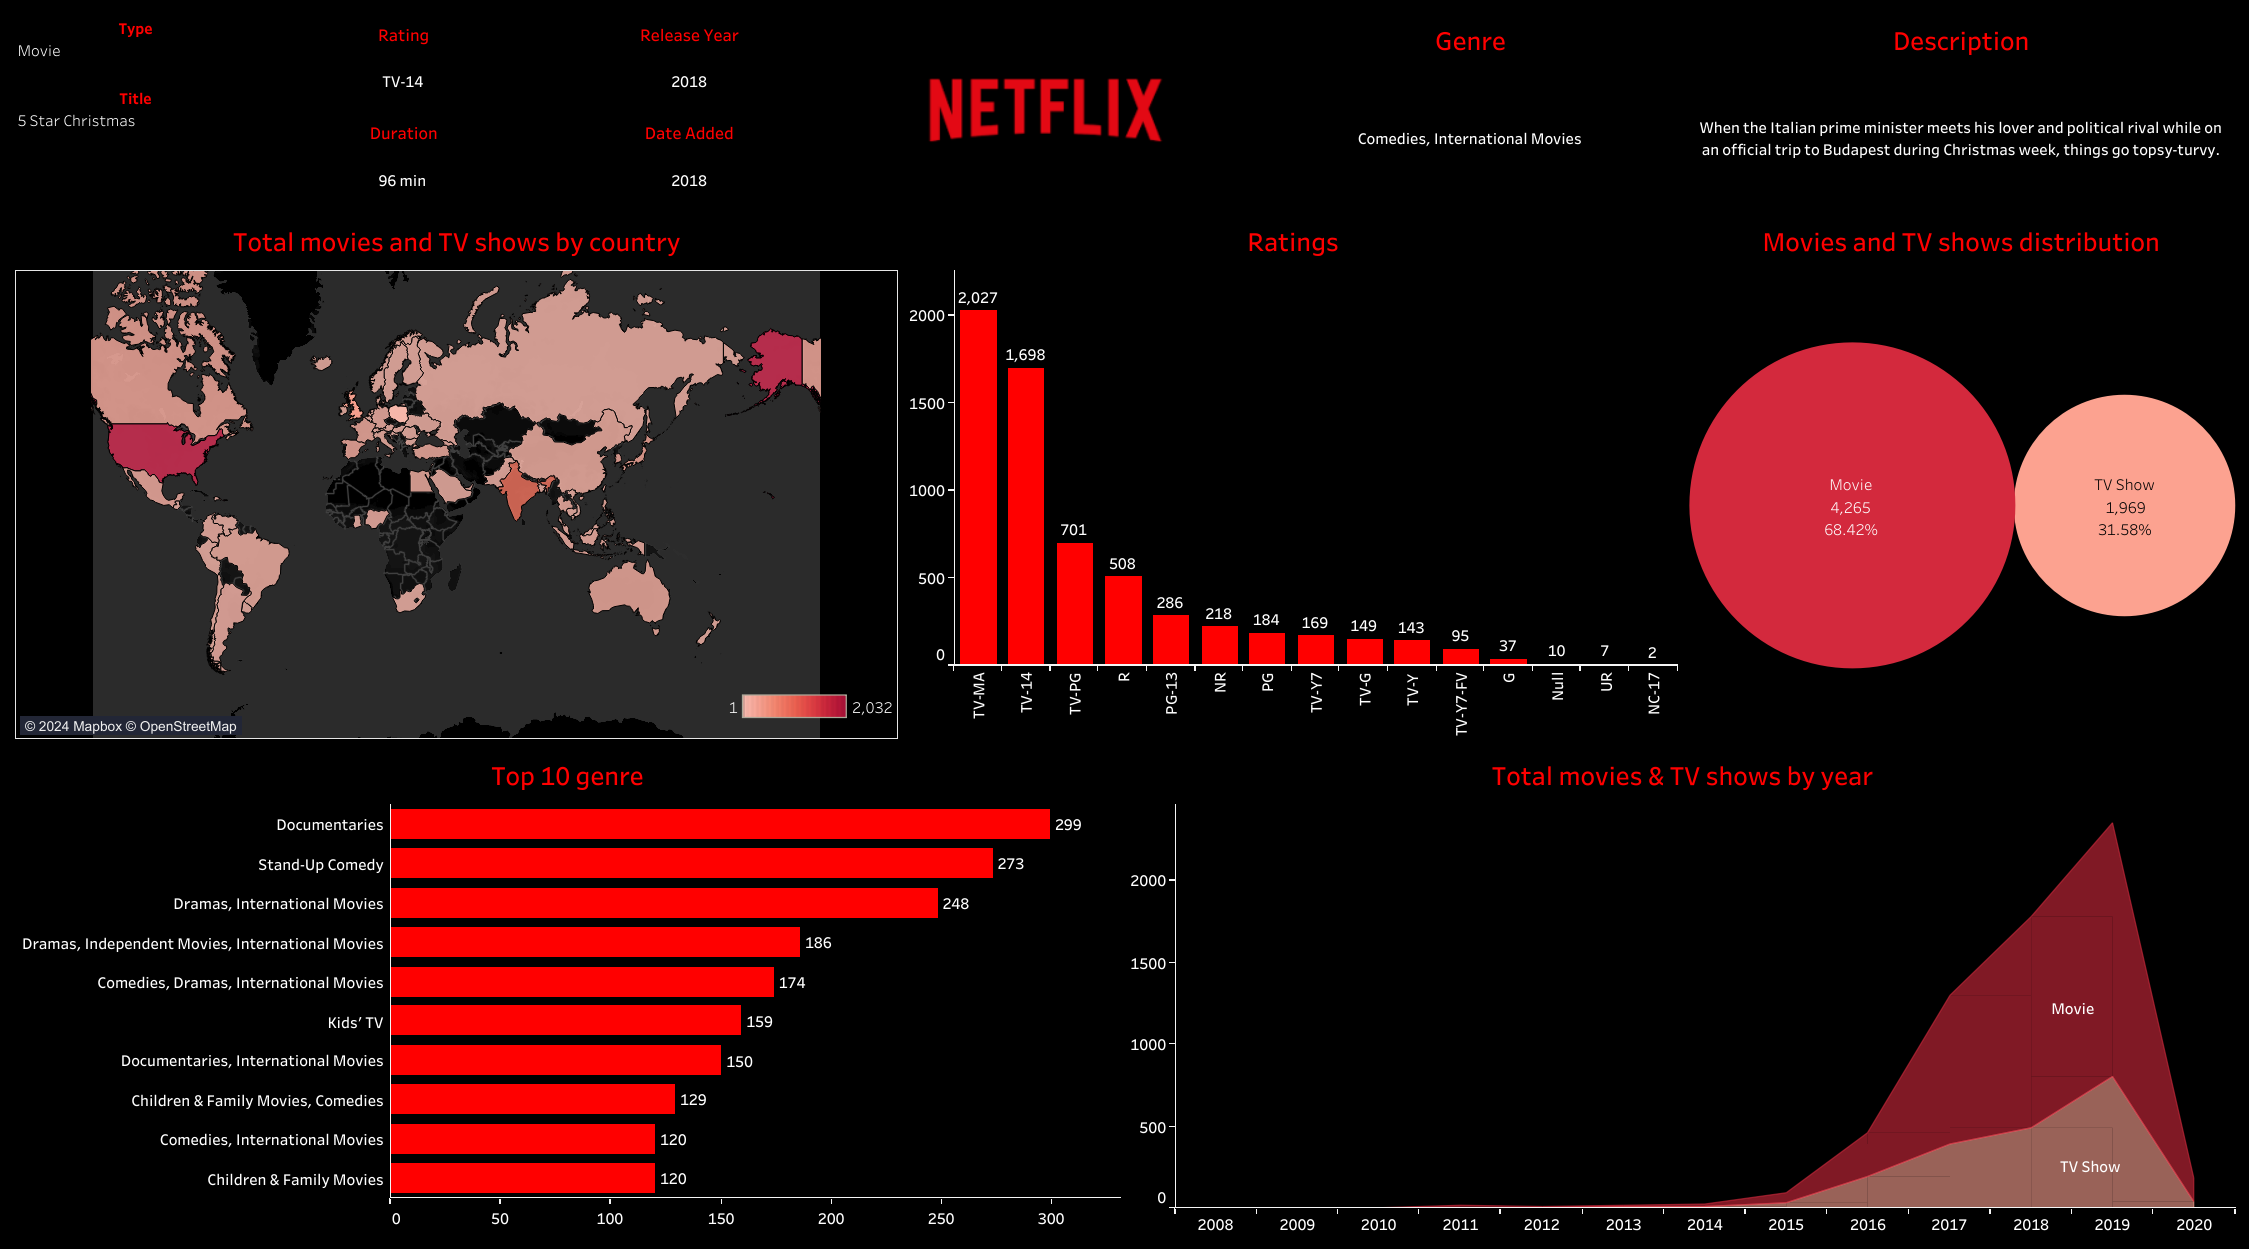 Type
Movie
Title
5 Star Christmas
Rating
TV-14
Duration
96 min
Release Year
2018
Date Added
2018
NETFLIX
Genre
Comedies, International Movies
Description
When the Italian prime minister meets his lover and political rival while on
an official trip to Budapest during Christmas week, things go topsy-turvy.
Total movies and TV shows by country
1 2,032
© 2024 Mapbox © OpenStreetMap
Ratings
2000
1500
1000
500
0
2,027
1,698
701
508
286
218
184
169
149
143
95
37
10
7
2
TV-MA
TV-14
TV-PG
R
PG-13
NR
PG
TV-Y7
TV-G
TV-Y
TV-Y7-FV
G
Null
UR
NC-17
Movies and TV shows distribution
Movie
4,265
68.42%
TV Show
1,969
31.58%
Top 10 genre
Documentaries 299
Stand-Up Comedy 273
Dramas, International Movies 248
Dramas, Independent Movies, International Movies 186
Comedies, Dramas, International Movies 174
Kids' TV 159
Documentaries, International Movies 150
Children & Family Movies, Comedies 129
Comedies, International Movies 120
Children & Family Movies 120
0 50 100 150 200 250 300
Total movies & TV shows by year
2000
1500
1000
500
0
Movie
TV Show
2008 2009 2010 2011 2012 2013 2014 2015 2016 2017 2018 2019 2020